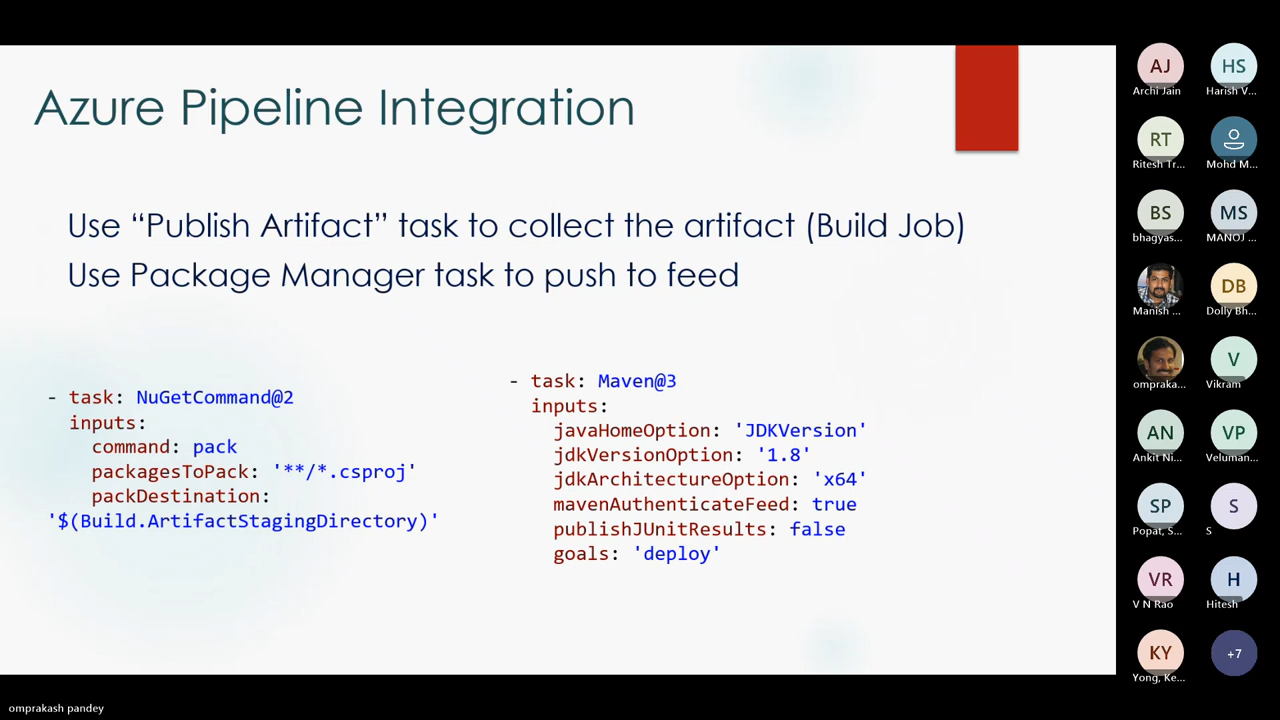 Azure Pipeline Integration
Use “Publish Artifact” task to collect the artifact (Build Job)
Use Package Manager task to push to feed
- task: NuGetCommand@2
inputs:
command: pack
packagesToPack: '**/*.csproj'
packDestination:
'$(Build.ArtifactStagingDirectory)'
- task: Maven@3
inputs:
javaHomeOption: 'JDKVersion'
jdkVersionOption: '1.8'
jdkArchitectureOption: 'x64'
mavenAuthenticateFeed: true
publishJUnitResults: false
goals: 'deploy'
AJ HS
Archi Jain Harish V...
RT
Ritesh Tr... Mohd M...
BS MS
bhagyas... MANOJ ...
DB
Manish ... Dolly Bh...
V
ompraka... Vikram
AN VP
Ankit Ni... Veluman...
SP S
Popat, S... S
VR H
V N Rao Hitesh
KY +7
Yong, Ke...
omprakash pandey